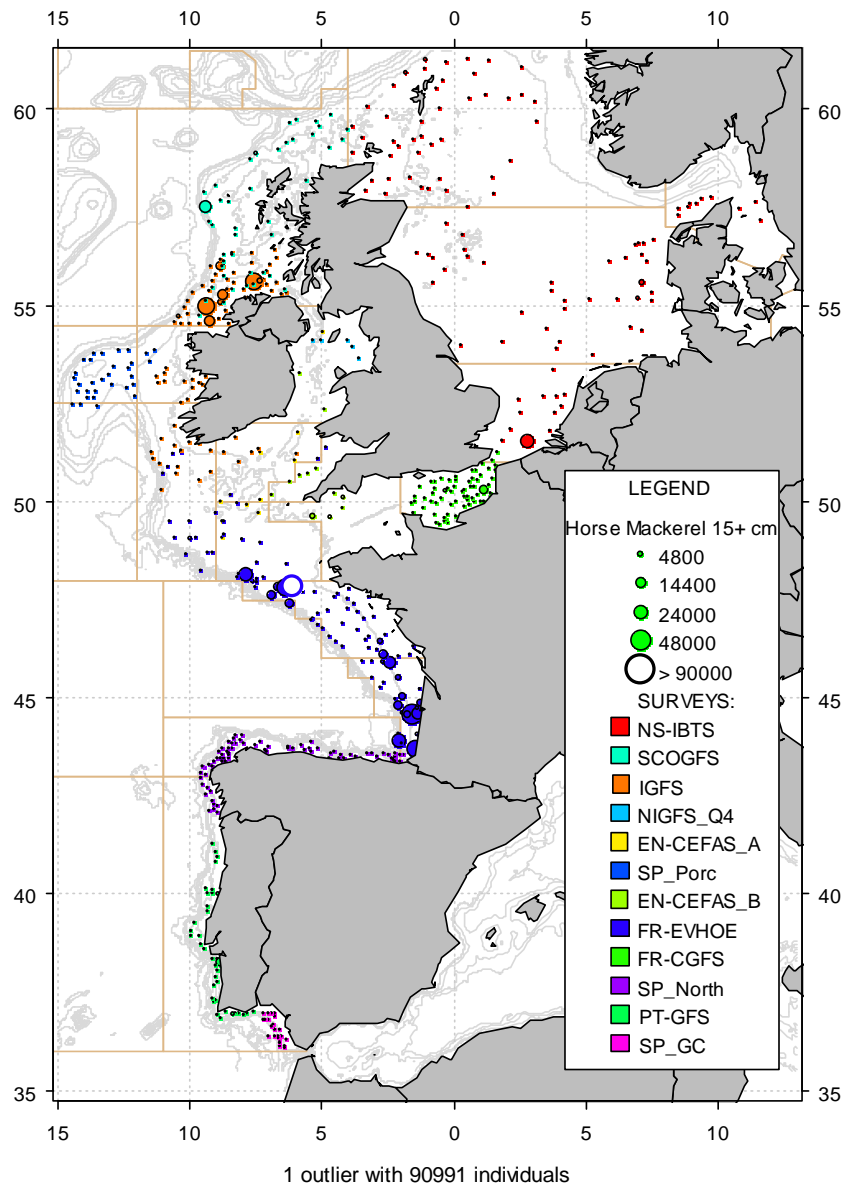 15 10 5 0 5 10
60 60
55 55
50 50
LEGEND
Horse Mackerel 15+ cm
4800
14400
24000
48000
> 90000
45 45
SURVEYS:
NS-IBTS
SCOGFS
IGFS
NIGFS_Q4
EN-CEFAS_A
SP_Porc
40 40
EN-CEFAS_B
FR-EVHOE
FR-CGFS
SP_North
PT-GFS
SP_GC
35 35
15 10 5 0 5 10
1 outlier with 90991 individuals